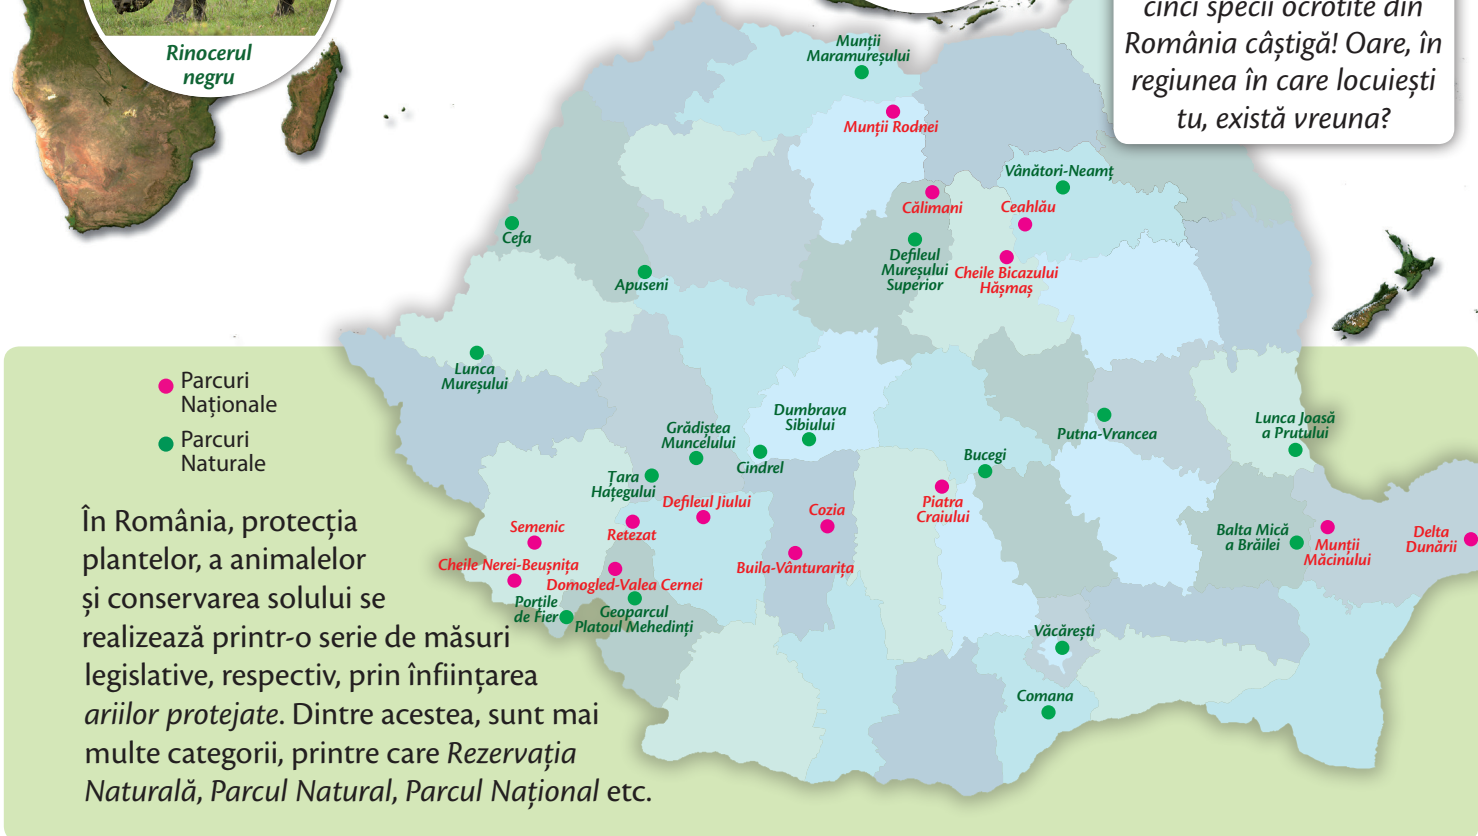 Rinocerul
negru
cinci specii ocrotite din
România câștigă! Oare, în
regiunea în care locuiești
tu, există vreuna?
Munții
Maramureșului
Munții Rodnei
Vânători-Neamț
Călimani
Ceahlău
Cefa
Defileul
Mureșului
Superior
Cheile Bicazului
Hășmaș
Apuseni
Lunca
Mureșului
Parcuri
Naționale
Parcuri
Naturale
Dumbrava
Sibiului
Grădiștea
Muncelului
Cindrel
Țara
Hațegului
Putna-Vrancea
Lunca Joasă
a Prutului
Bucegi
Defileul Jiului
Cozia
Piatra
Craiului
Semenic
Retezat
Balta Mică
a Brăilei
Munții
Măcinului
Delta
Dunării
Cheile Nerei-Beușnița
Domogled-Valea Cernei
Buila-Vânturarița
Porțile
de Fier
Geoparcul
Platoul Mehedinți
Văcărești
Comana
În România, protecția
plantelor, a animalelor
și conservarea solului se
realizează printr-o serie de măsuri
legislative, respectiv, prin înființarea
ariilor protejate. Dintre acestea, sunt mai
multe categorii, printre care Rezervația
Naturală, Parcul Natural, Parcul Național etc.